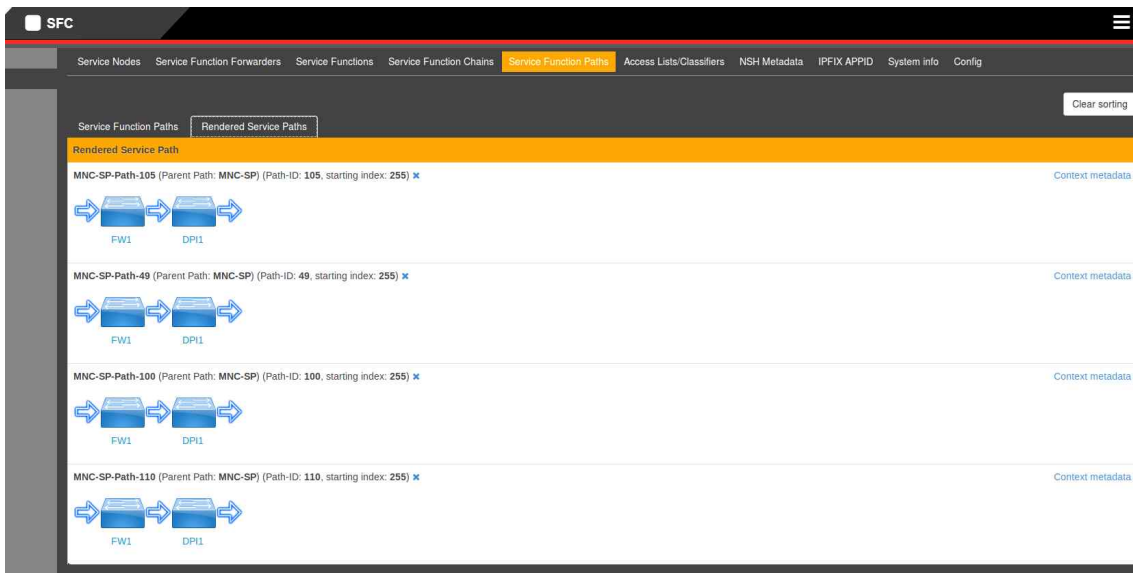 SFC
Service Nodes Service Function Forwarders Service Functions Service Function Chains Service Function Paths Access Lists/Classifiers NSH Metadata IPFIX APPID System info Config
Clear sorting
Service Function Paths Rendered Service Paths
Rendered Service Path
MNC-SP-Path-105 (Parent Path: MNC-SP) (Path-ID: 105, starting index: 255) Context metadata
FW1 DPI1
MNC-SP-Path-49 (Parent Path: MNC-SP) (Path-ID: 49, starting index: 255) Context metadata
FW1 DPI1
MNC-SP-Path-100 (Parent Path: MNC-SP) (Path-ID: 100, starting index: 255) Context metadata
FW1 DPI1
MNC-SP-Path-110 (Parent Path: MNC-SP) (Path-ID: 110, starting index: 255) Context metadata
FW1 DPI1